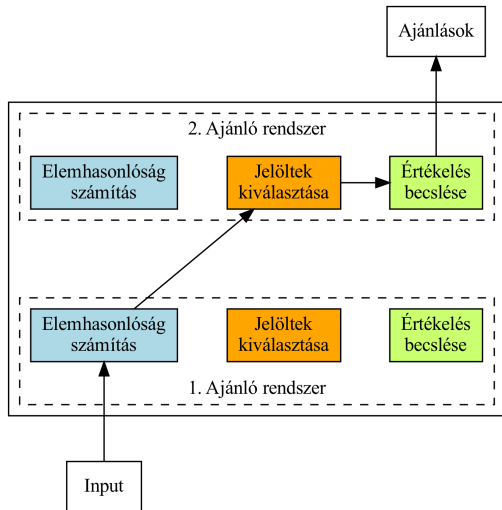 Ajánlások
2. Ajánló rendszer
Elemhasonlóság
számítás
Jelöltek
kiválasztása
Értékelés
becslése
Elemhasonlóság
számítás
Jelöltek
kiválasztása
Értékelés
becslése
1. Ajánló rendszer
Input